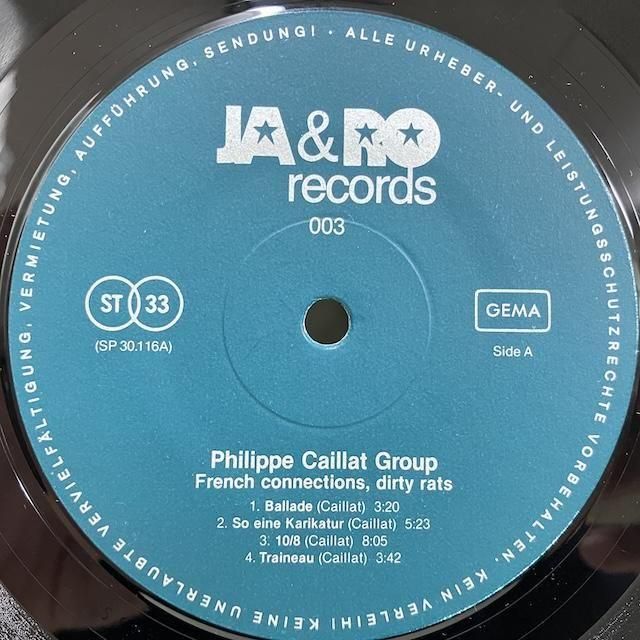 ALLE URHEBER- UND LEISTUNGSSCHUTZRECHTE VORBEHALTEN. KEIN VERLEIH! KEINE UNERLAUBTE VERVIELFÄLTIGUNG, VERMIETUNG, AUFFÜHRUNG, SENDUNG! ·
JA & RO
records
003
ST 33
(SP 30.116A)
GEMA
Side A
Philippe Caillat Group
French connections, dirty rats
1. Ballade (Caillat) 3:20
2. So eine Karikatur (Caillat) 5:23
3. 10/8 (Caillat) 8:05
4. Traineau (Caillat) 3:42